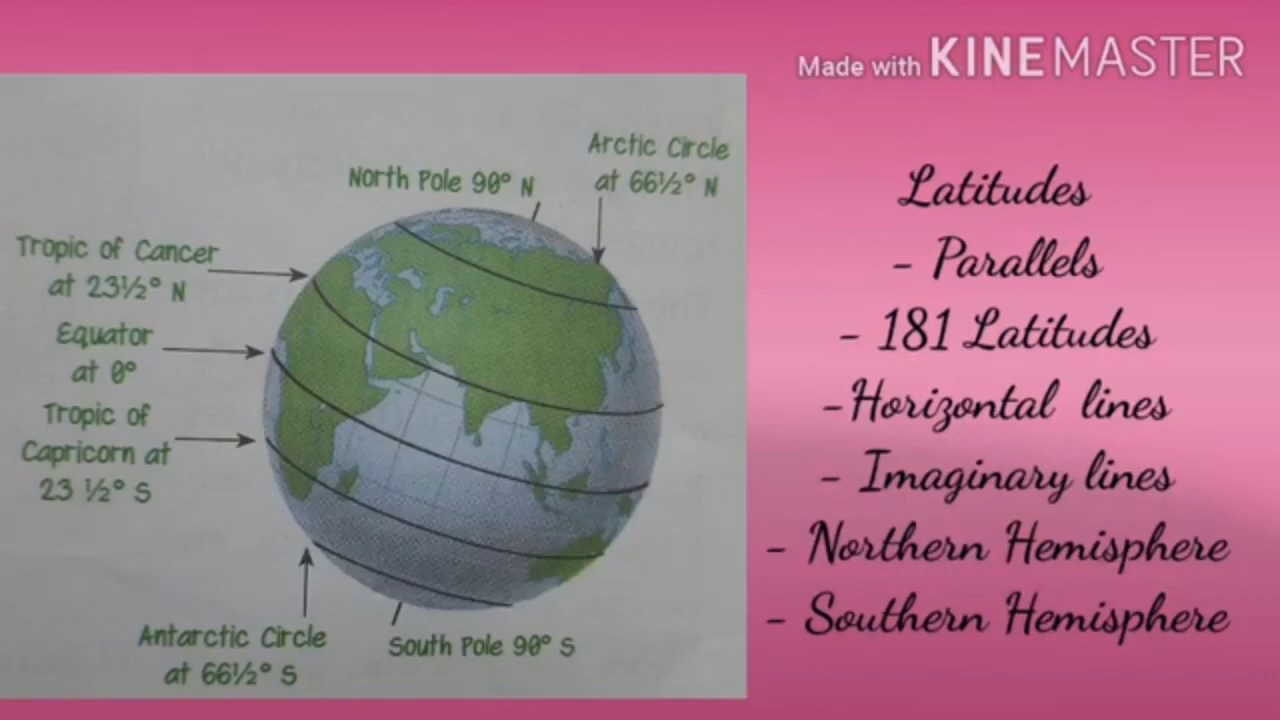 Made with KINEMASTER
Arctic Circle
at 66½° N
North Pole 90° N
Tropic of Cancer
at 23½° N
Equator
at 0°
Tropic of
Capricorn at
23 ½° S
Antarctic Circle
at 66½° S
South Pole 90° S
Latitudes
- Parallels
- 181 Latitudes
- Horizontal lines
- Imaginary lines
- Northern Hemisphere
- Southern Hemisphere